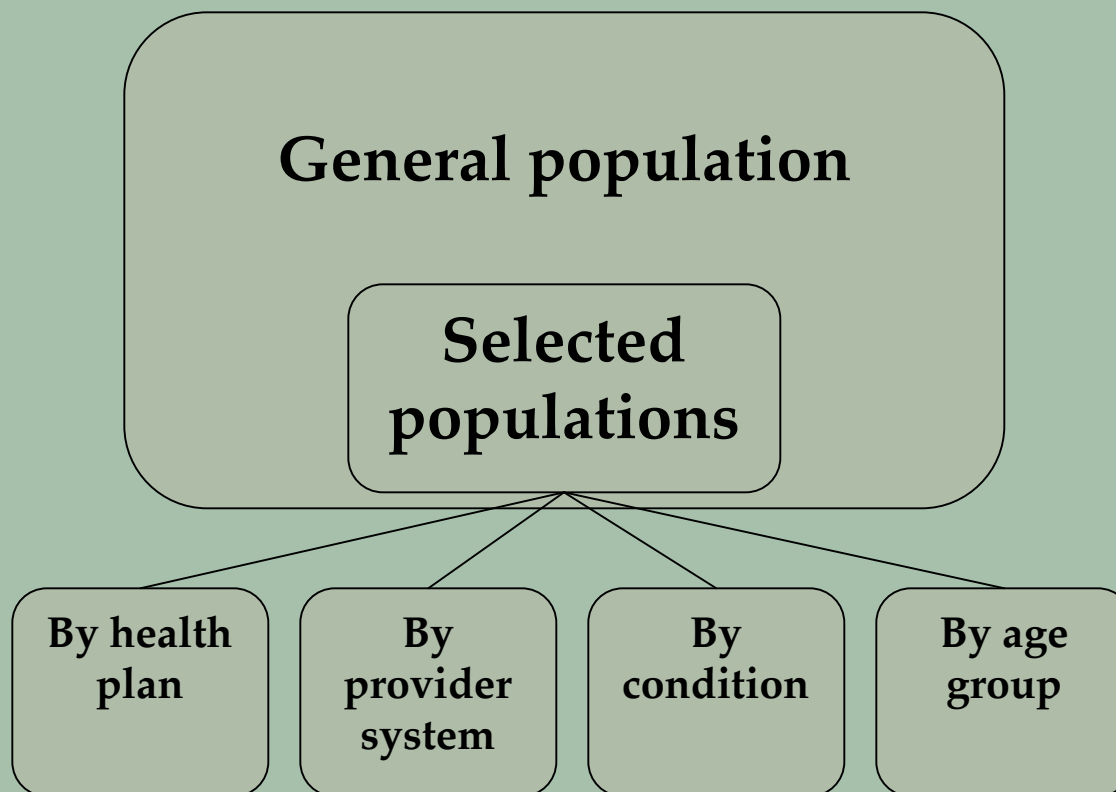 General population
Selected
populations
By health
plan
By
provider
system
By
condition
By age
group